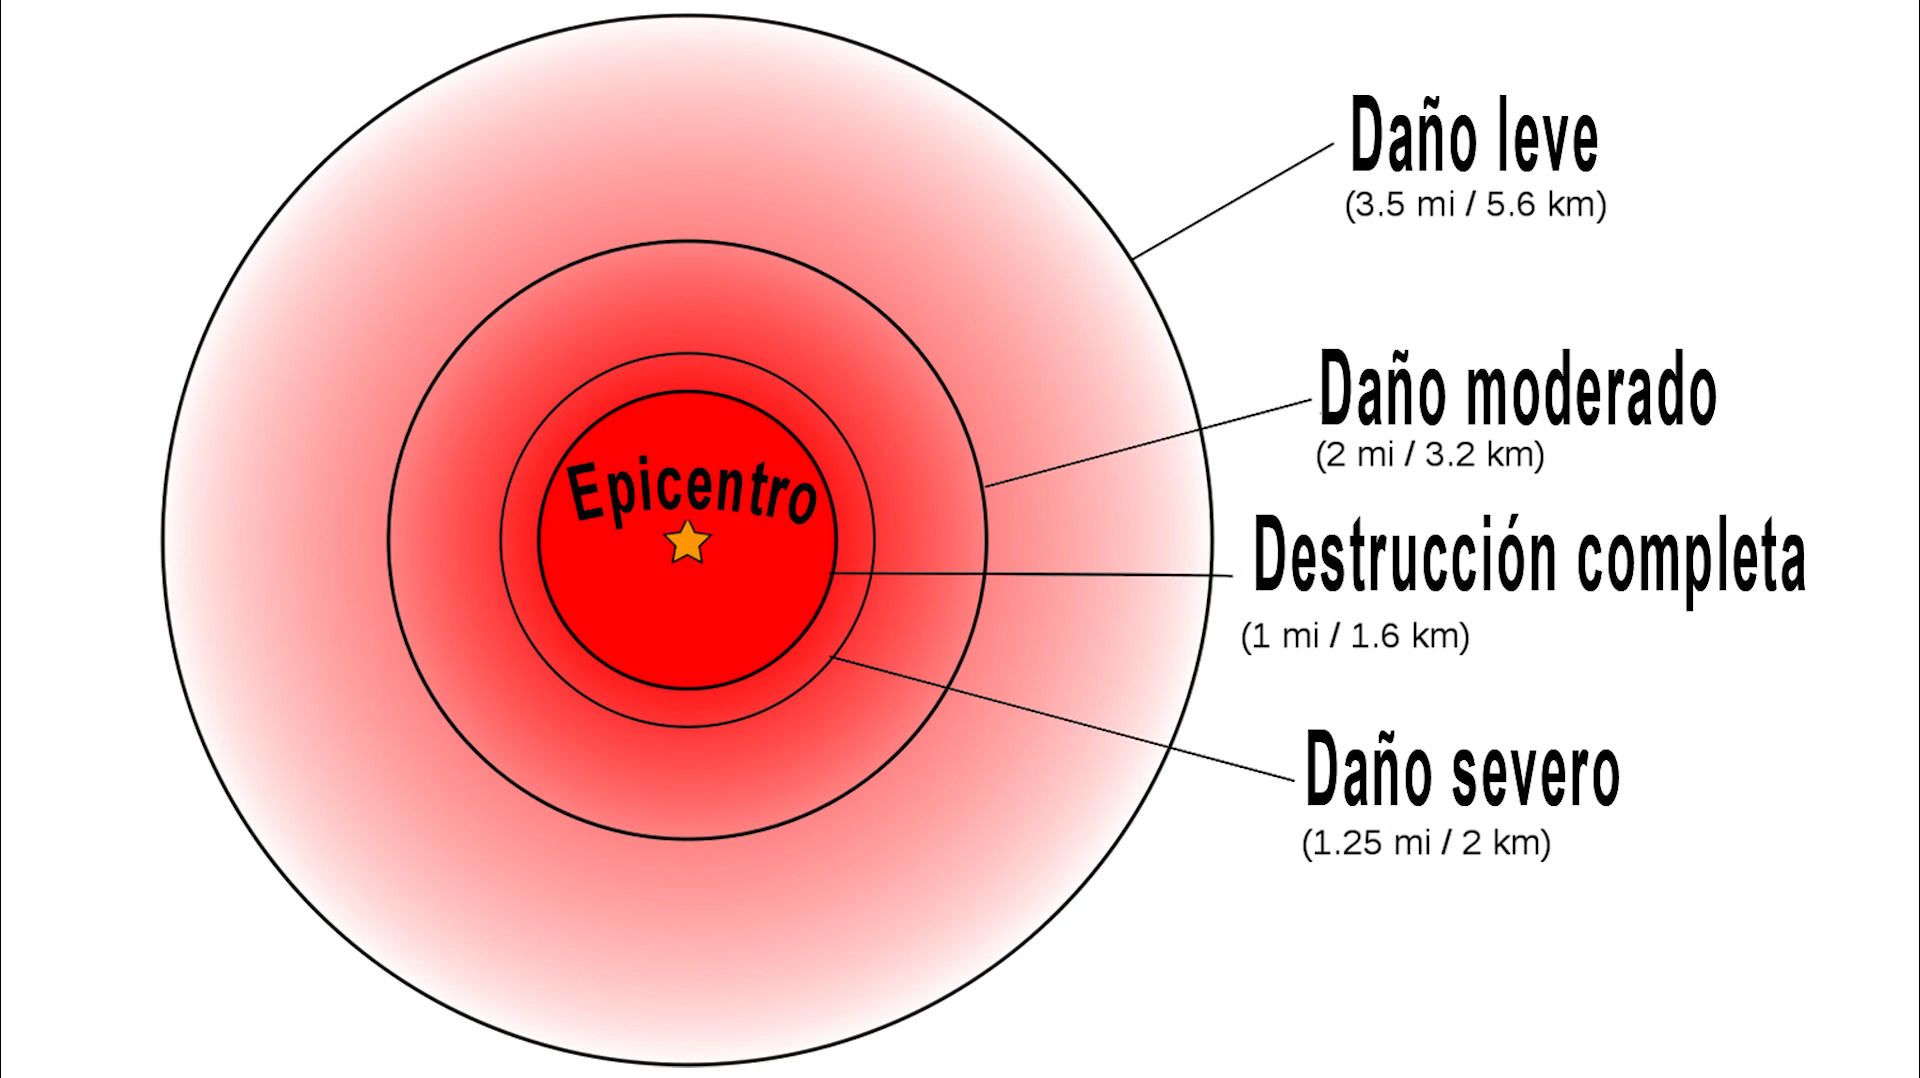 Daño leve
(3.5 mi / 5.6 km)
Daño moderado
(2 mi / 3.2 km)
Epicentro
Destrucción completa
(1 mi / 1.6 km)
Daño severo
(1.25 mi / 2 km)